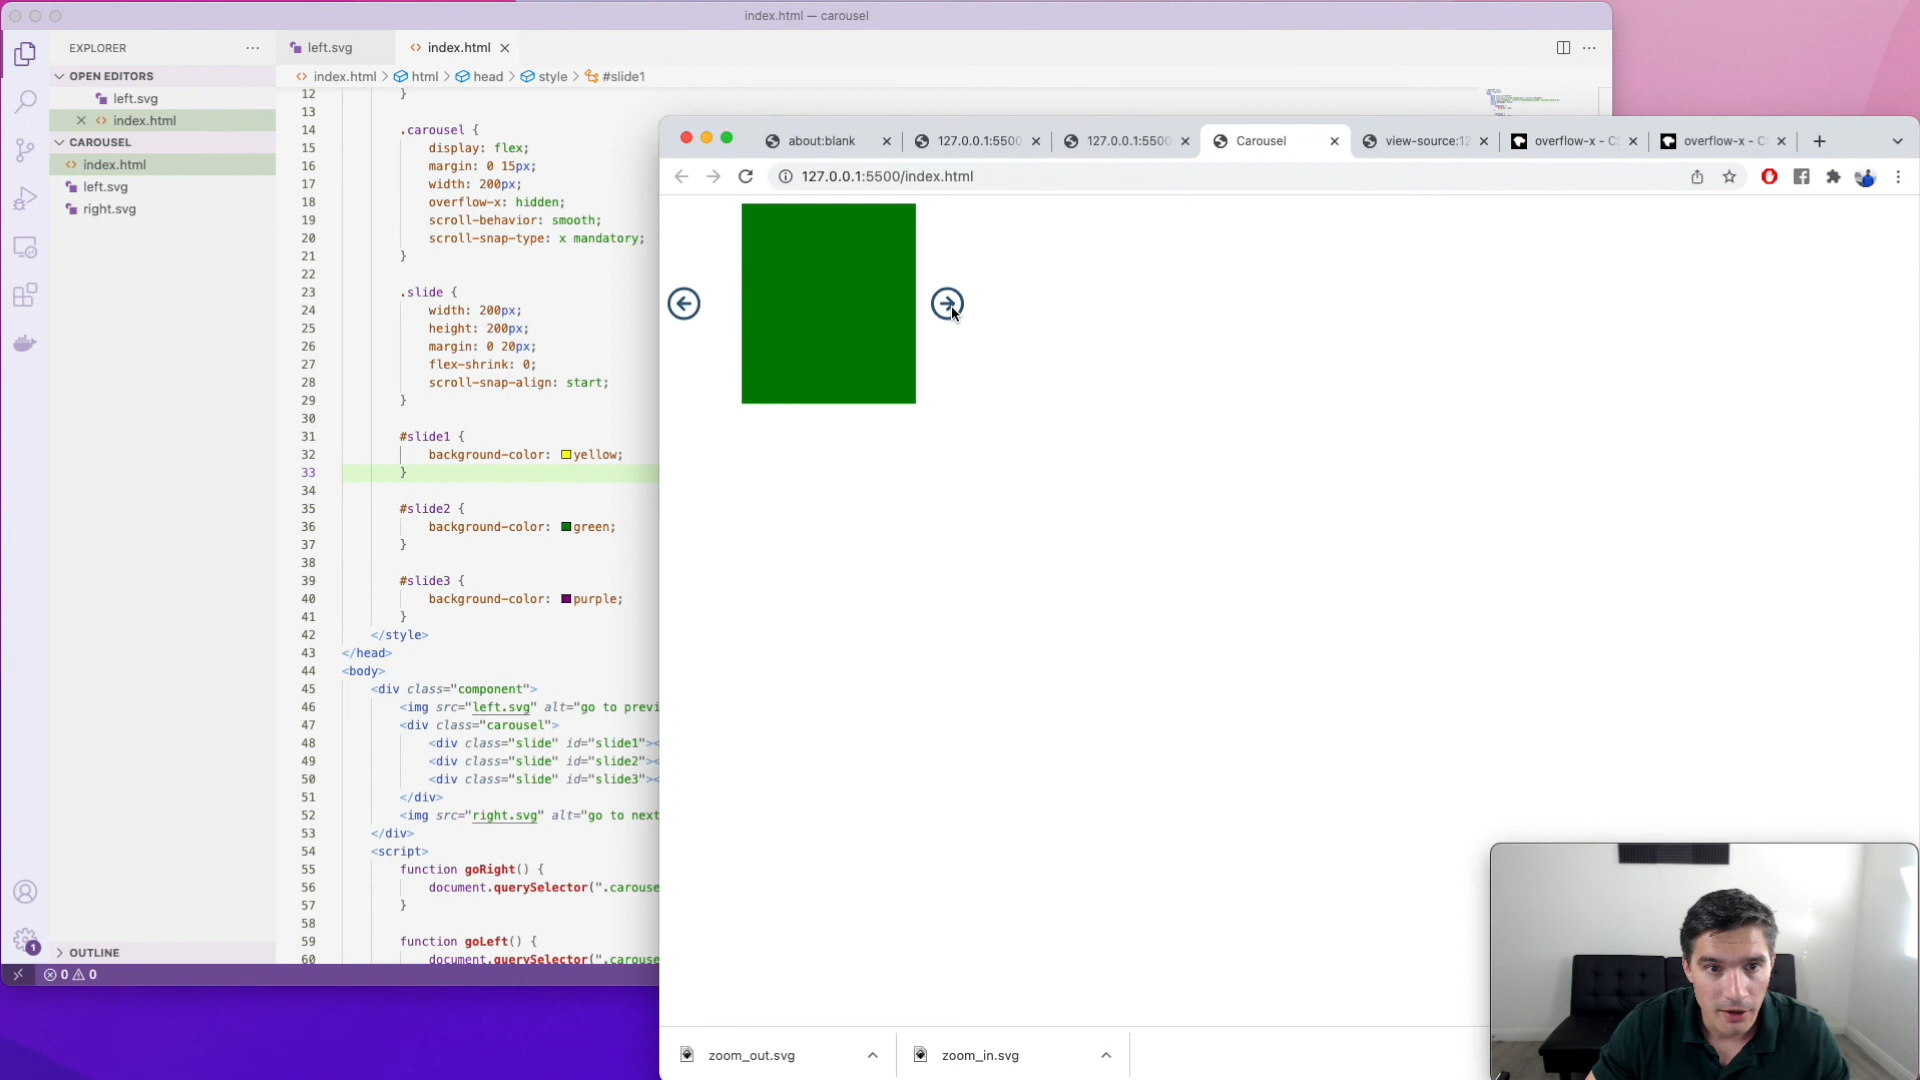 index.html — carousel
EXPLORER
left.svg
index.html
OPEN EDITORS
index.html > html > head > style > #slide1
left.svg
index.html
CAROUSEL
index.html
left.svg
right.svg
12 }
13
14 .carousel {
15 display: flex;
16 margin: 0 15px;
17 width: 200px;
18 overflow-x: hidden;
19 scroll-behavior: smooth;
20 scroll-snap-type: x mandatory;
21 }
22
23 .slide {
24 width: 200px;
25 height: 200px;
26 margin: 0 20px;
27 flex-shrink: 0;
28 scroll-snap-align: start;
29 }
30
31 #slide1 {
32 background-color: yellow;
33 }
34
35 #slide2 {
36 background-color: green;
37 }
38
39 #slide3 {
40 background-color: purple;
41 }
42 </style>
43 </head>
44 <body>
45 <div class="component">
46 <img src="left.svg" alt="go to previ
47 <div class="carousel">
48 <div class="slide" id="slide1"><
49 <div class="slide" id="slide2"><
50 <div class="slide" id="slide3"><
51 </div>
52 <img src="right.svg" alt="go to next
53 </div>
54 <script>
55 function goRight() {
56 document.querySelector(".carouse
57 }
58
59 function goLeft() {
60 document.querySelector(".carouse
OUTLINE
1
0 0
about:blank
127.0.0.1:5500
127.0.0.1:5500
Carousel
view-source:12
overflow-x - CS
overflow-x - CS
127.0.0.1:5500/index.html
zoom_out.svg
zoom_in.svg